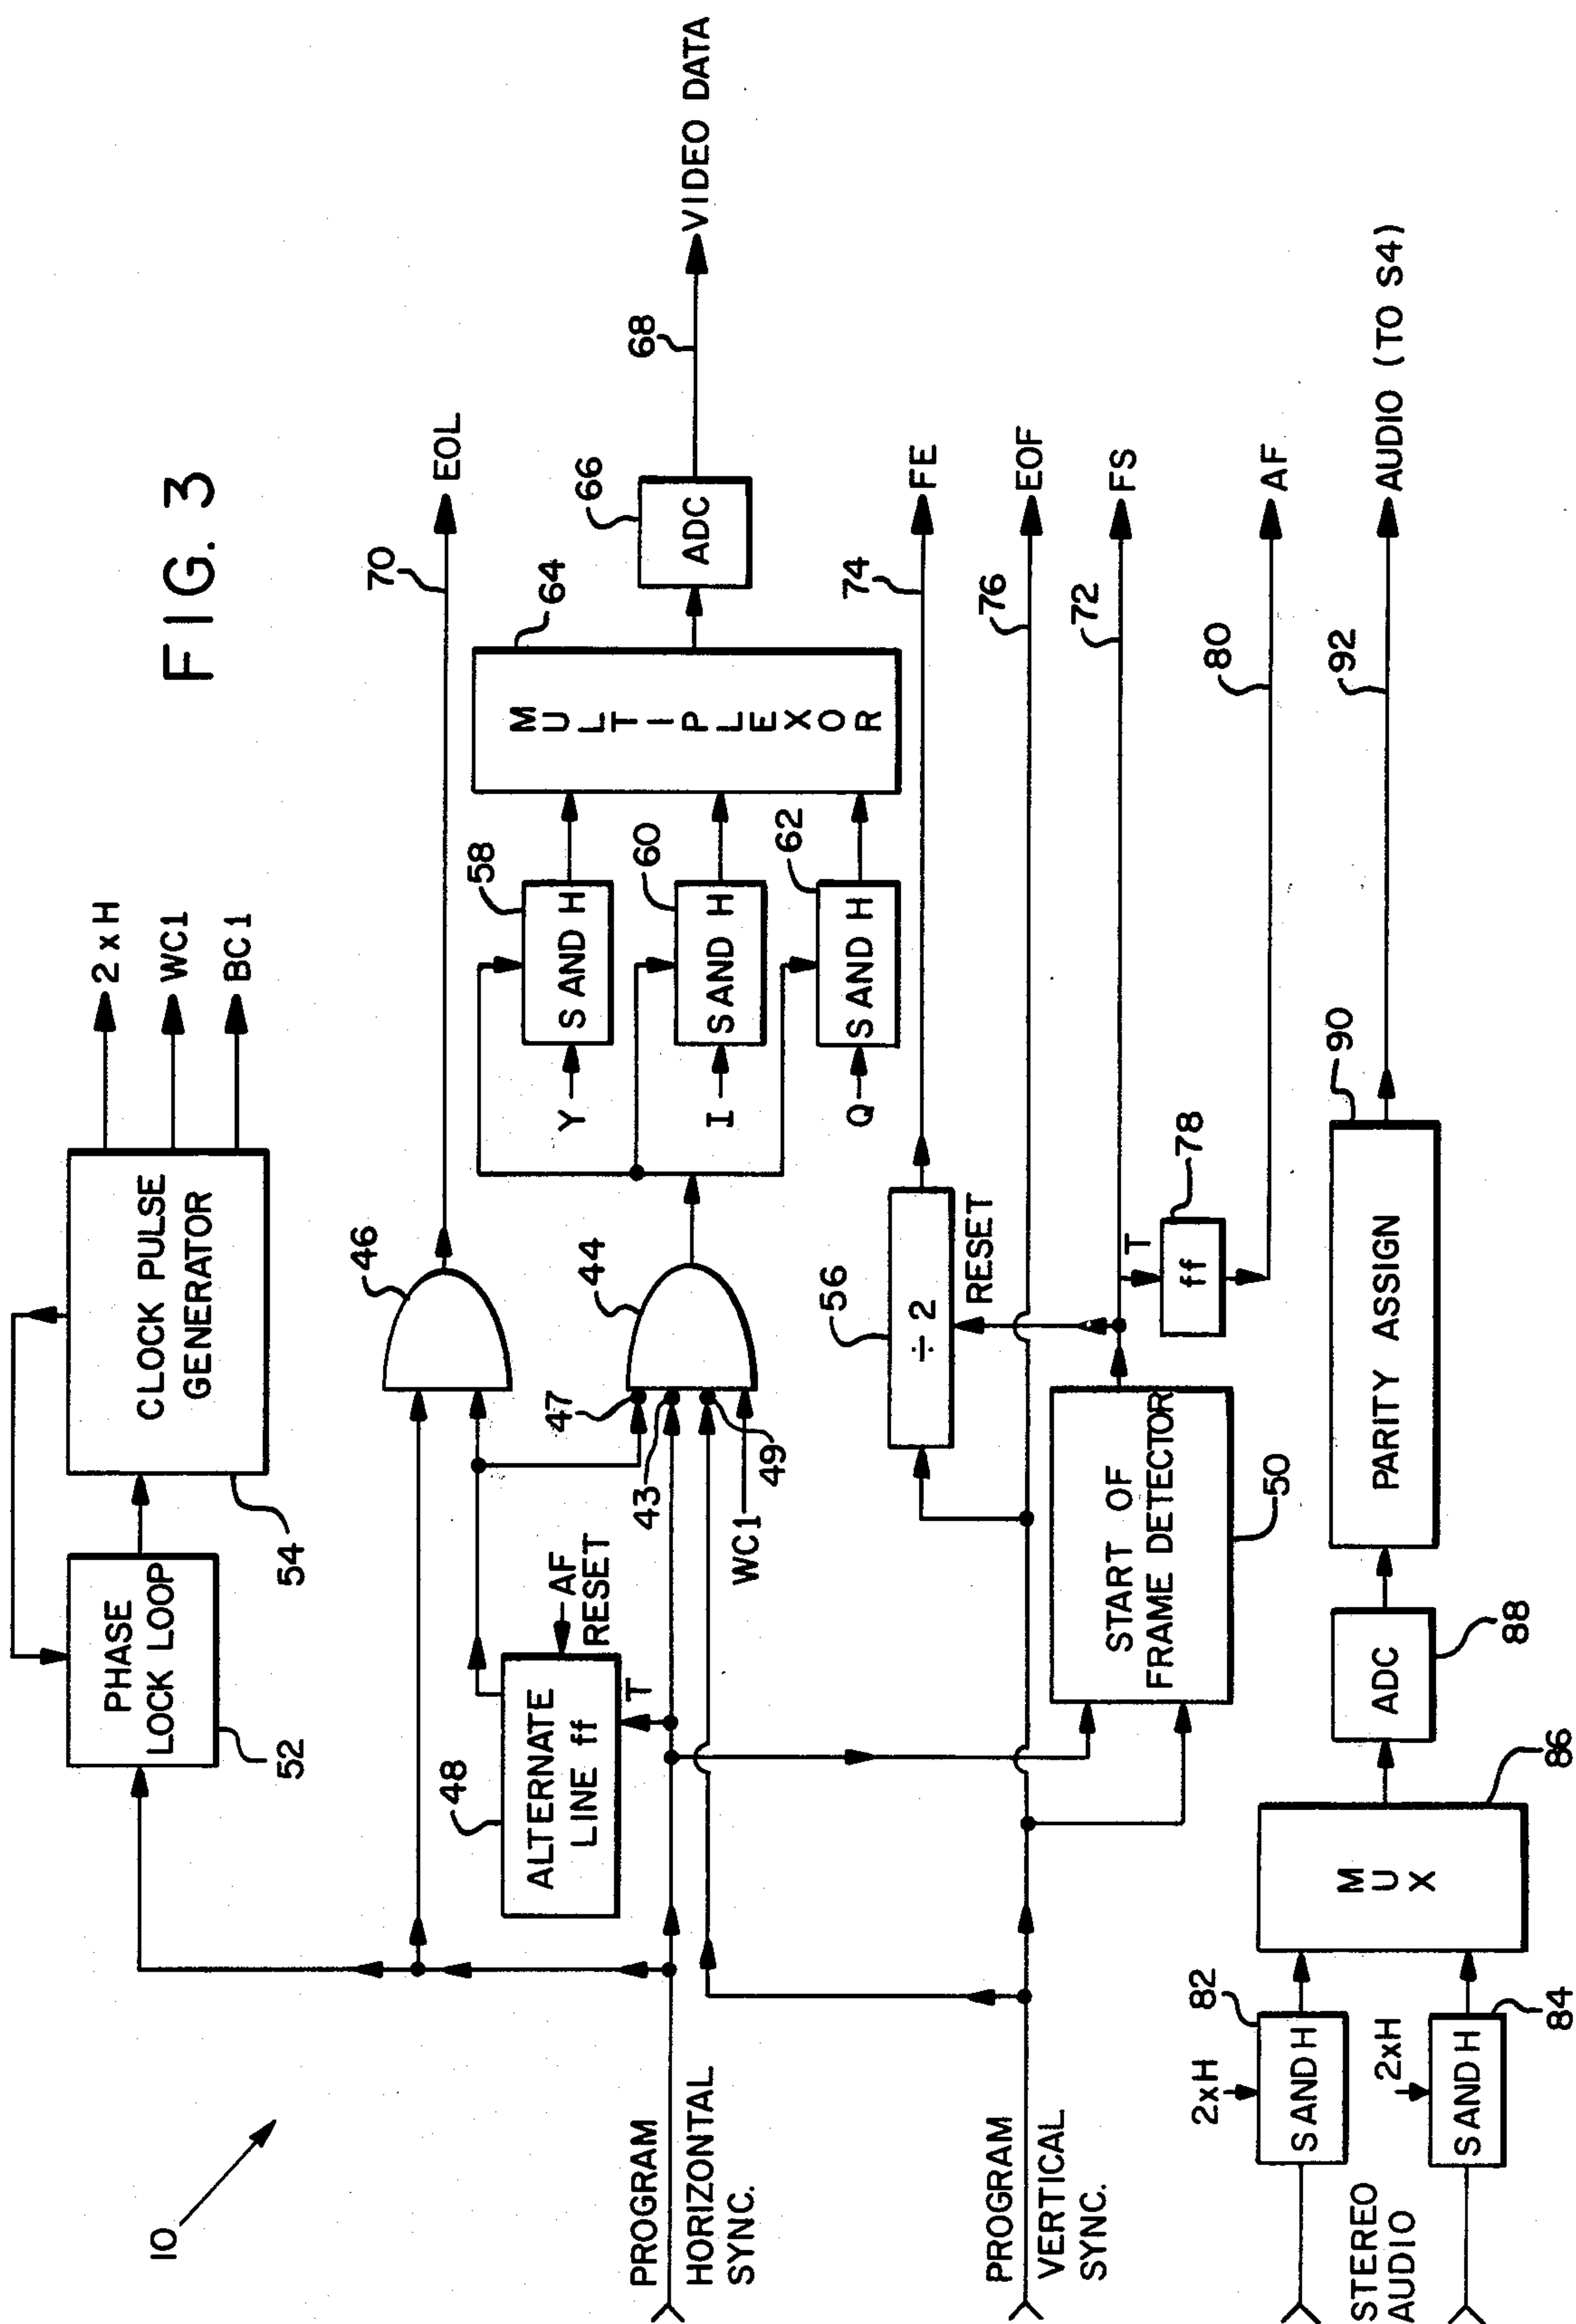 FIG. 3
10
2 x H
WC1
BC1
CLOCK PULSE
GENERATOR
54
PHASE
LOCK LOOP
52
EOL
70
46
44
47
43
49
WC1
AF
RESET
T
ALTERNATE
LINE ff
48
VIDEO DATA
68
66
ADC
64
MULTIPLEXOR
58
S AND H
Y
60
S AND H
I
62
S AND H
Q
FE
74
56
÷ 2
RESET
EOF
76
FS
72
T
78
ff
AF
80
START OF
FRAME DETECTOR
50
PROGRAM
HORIZONTAL
SYNC.
PROGRAM
VERTICAL
SYNC.
AUDIO (TO S4)
92
90
PARITY ASSIGN
ADC
88
MUX
86
82
2xH
S AND H
84
2xH
S AND H
STEREO
AUDIO